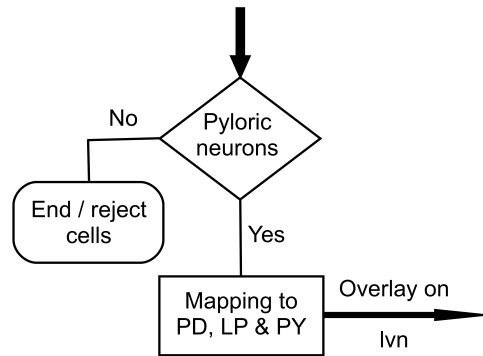 No
Pyloric
neurons
End / reject
cells
Yes
Mapping to
PD, LP & PY
Overlay on
lvn